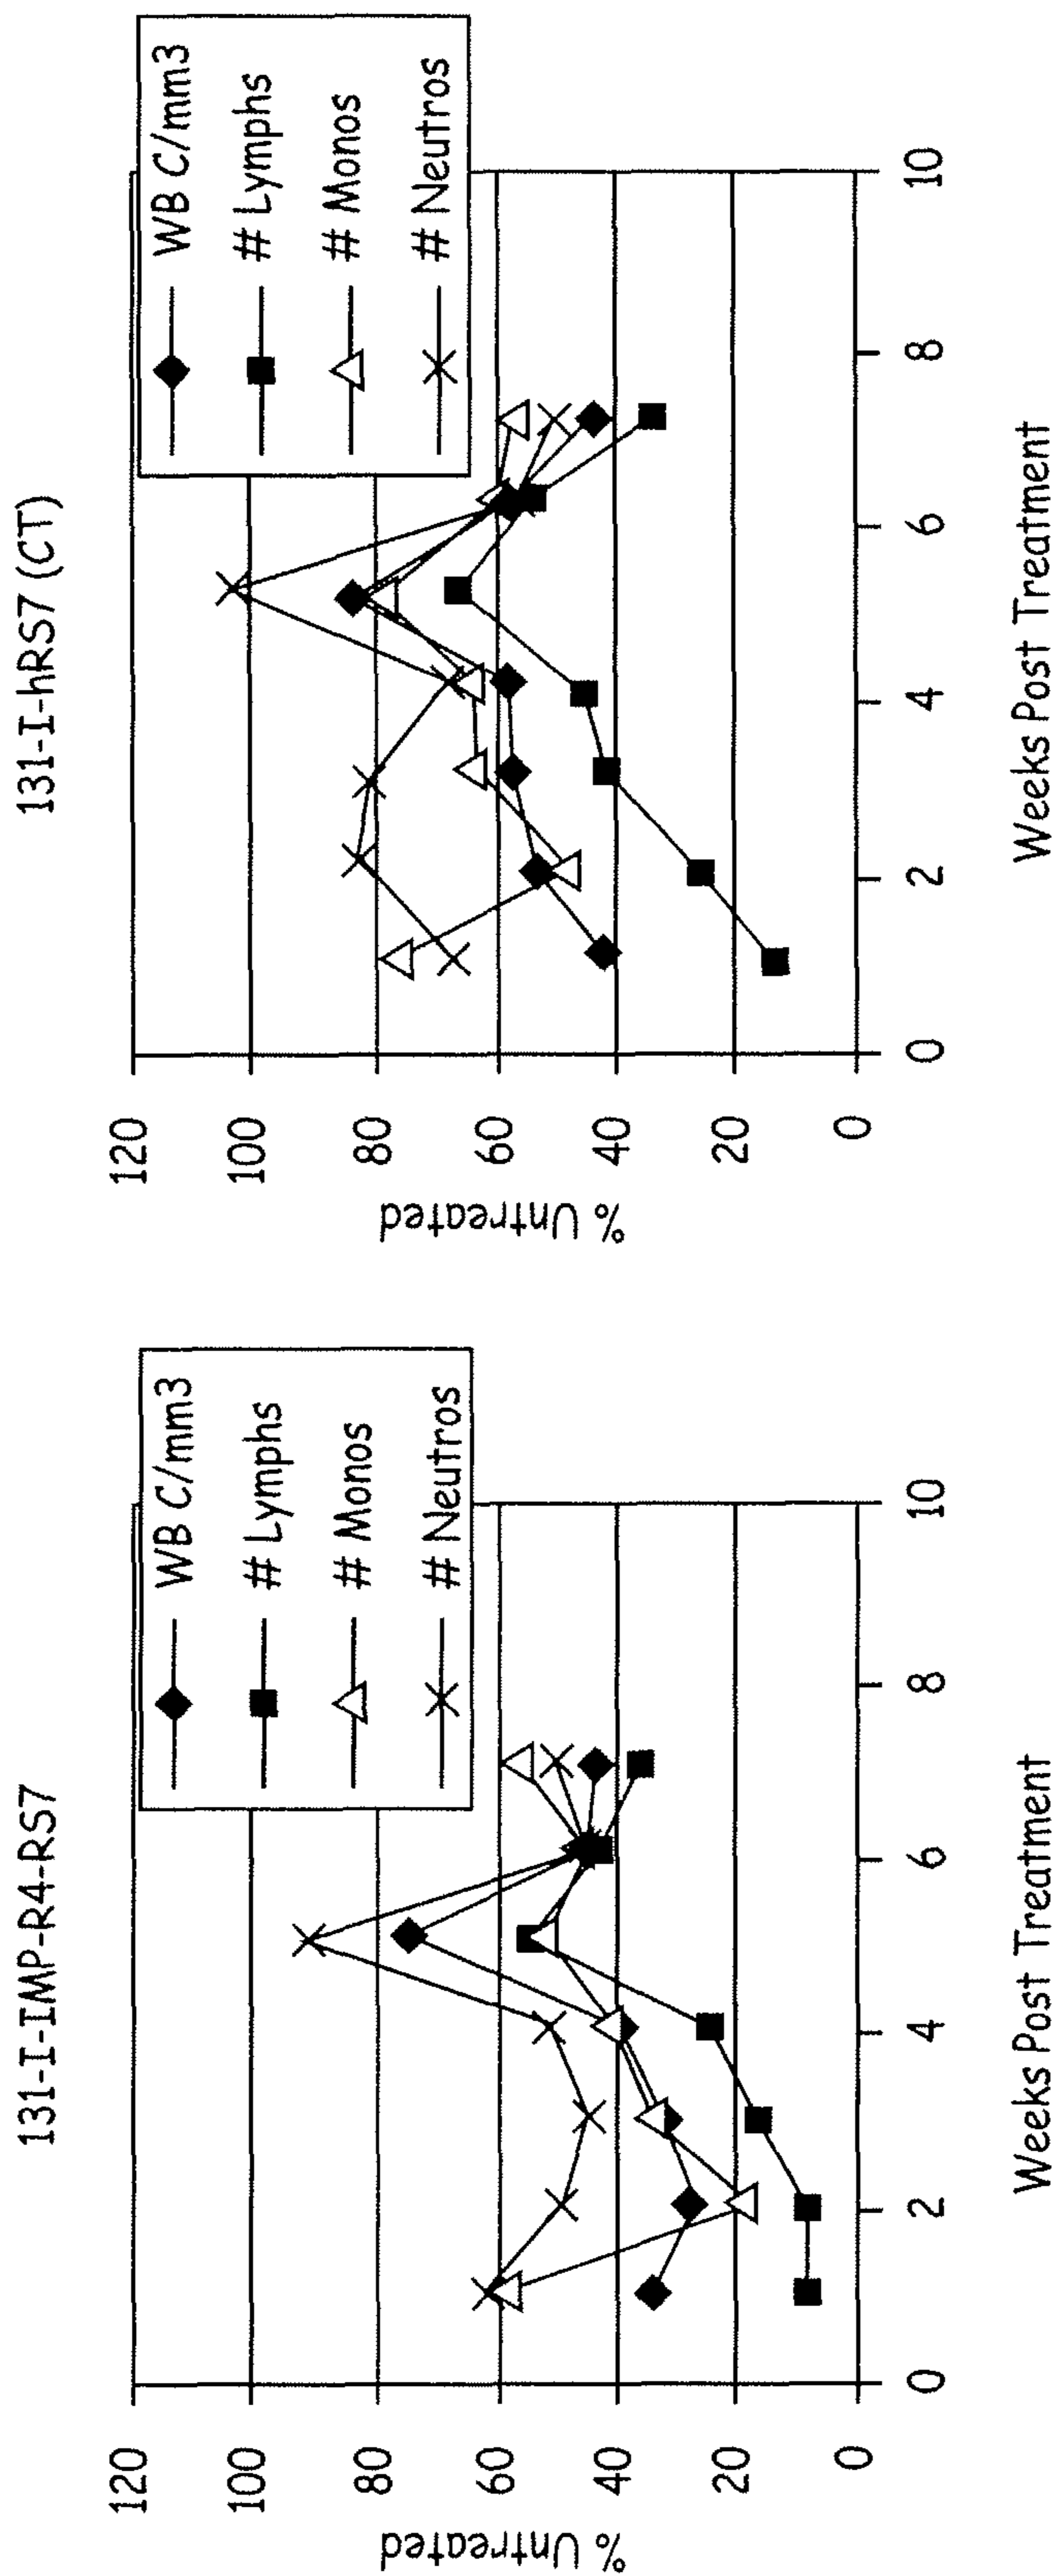 131-I-IMP-R4-RS7
WB C/mm3
# Lymphs
# Monos
# Neutros
120
100
80
60
40
20
0
% Untreated
0 2 4 6 8 10
Weeks Post Treatment
131-I-hRS7 (CT)
WB C/mm3
# Lymphs
# Monos
# Neutros
120
100
80
60
40
20
0
% Untreated
0 2 4 6 8 10
Weeks Post Treatment